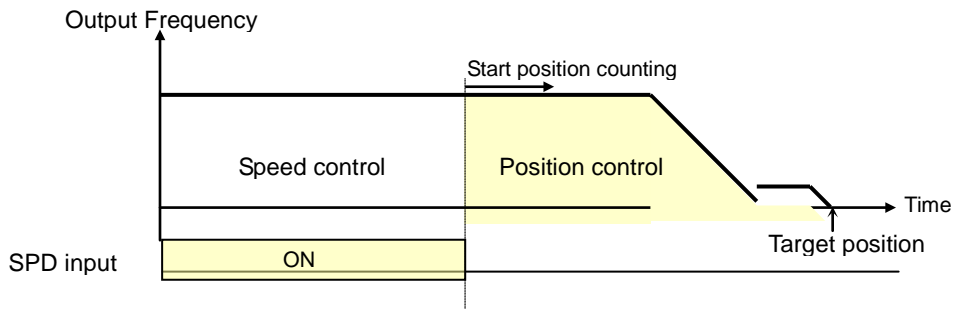 Output Frequency
Start position counting
Speed control
Position control
Time
Target position
SPD input
ON